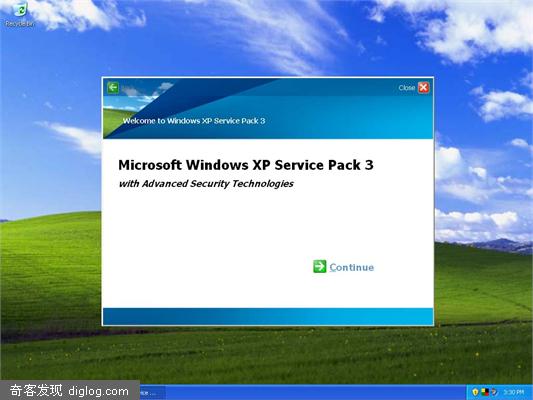 Recycle Bin
Close
Welcome to Windows XP Service Pack 3
Microsoft Windows XP Service Pack 3
with Advanced Security Technologies
Continue
奇客发现 diglog.com
3:30 PM